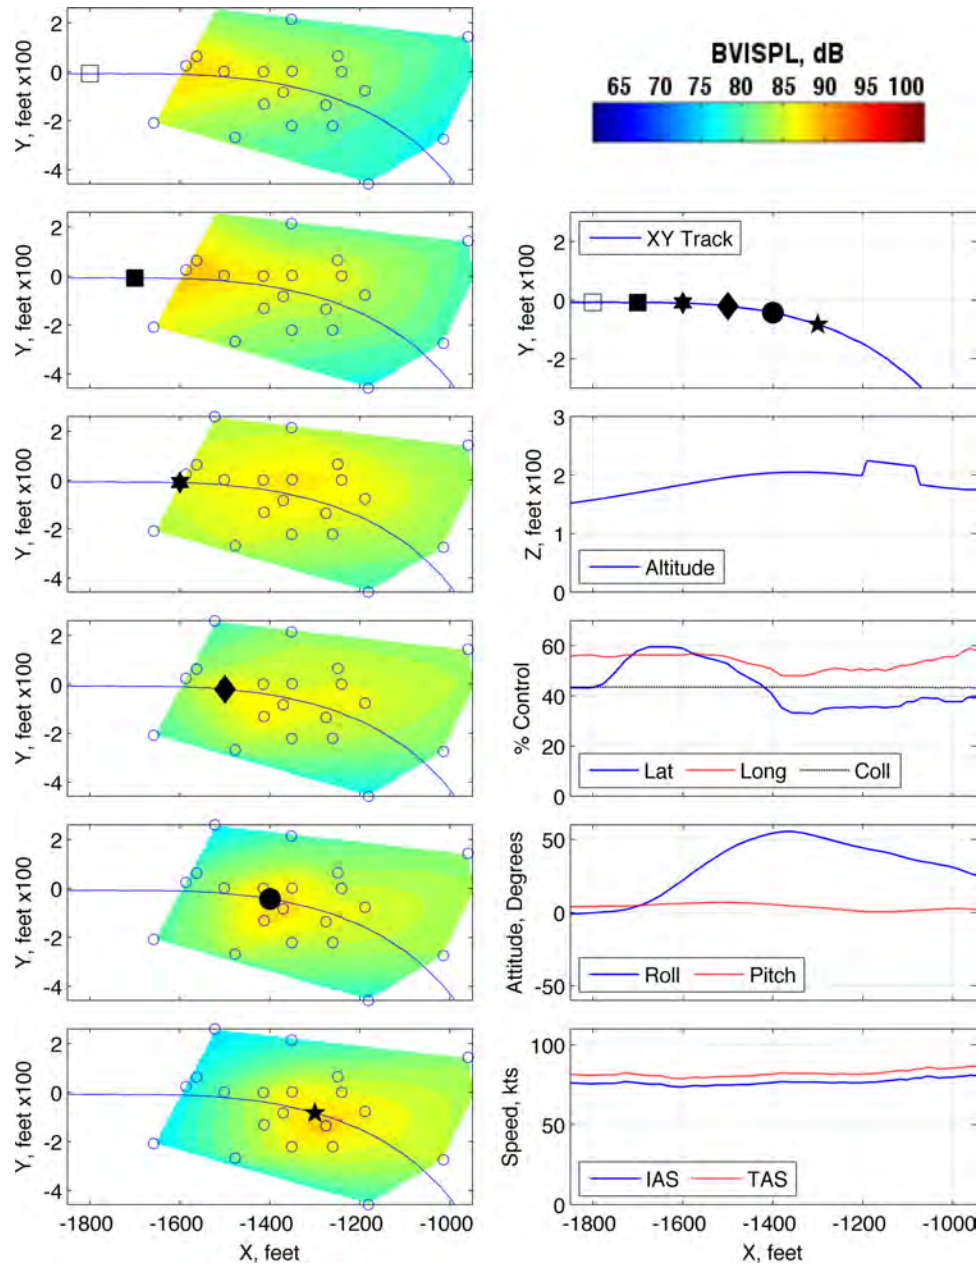 BVISPL, dB
65 70 75 80 85 90 95 100
Y, feet x100
2
0
-2
-4
Y, feet x100
2
0
-2
-4
XY Track
Y, feet x100
0
-2
Y, feet x100
2
0
-2
-4
Z, feet x100
3
2
1
0
Altitude
Y, feet x100
2
0
-2
-4
% Control
60
40
20
0
Lat Long Coll
Y, feet x100
2
0
-2
-4
Attitude, Degrees
50
0
-50
Roll Pitch
Y, feet x100
2
0
-2
-4
Speed, kts
100
50
0
IAS TAS
-1800 -1600 -1400 -1200 -1000
X, feet
-1800 -1600 -1400 -1200 -1000
X, feet